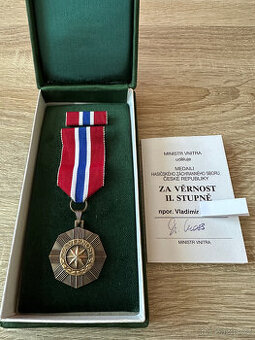 MINISTR VNITRA
uděluje
MEDAILI
HASIČSKÉHO ZÁCHRANNÉHO SBORU
ČESKÉ REPUBLIKY
ZA VĚRNOST
II. STUPNĚ
npor. Vladimír
MINISTR VNITRA